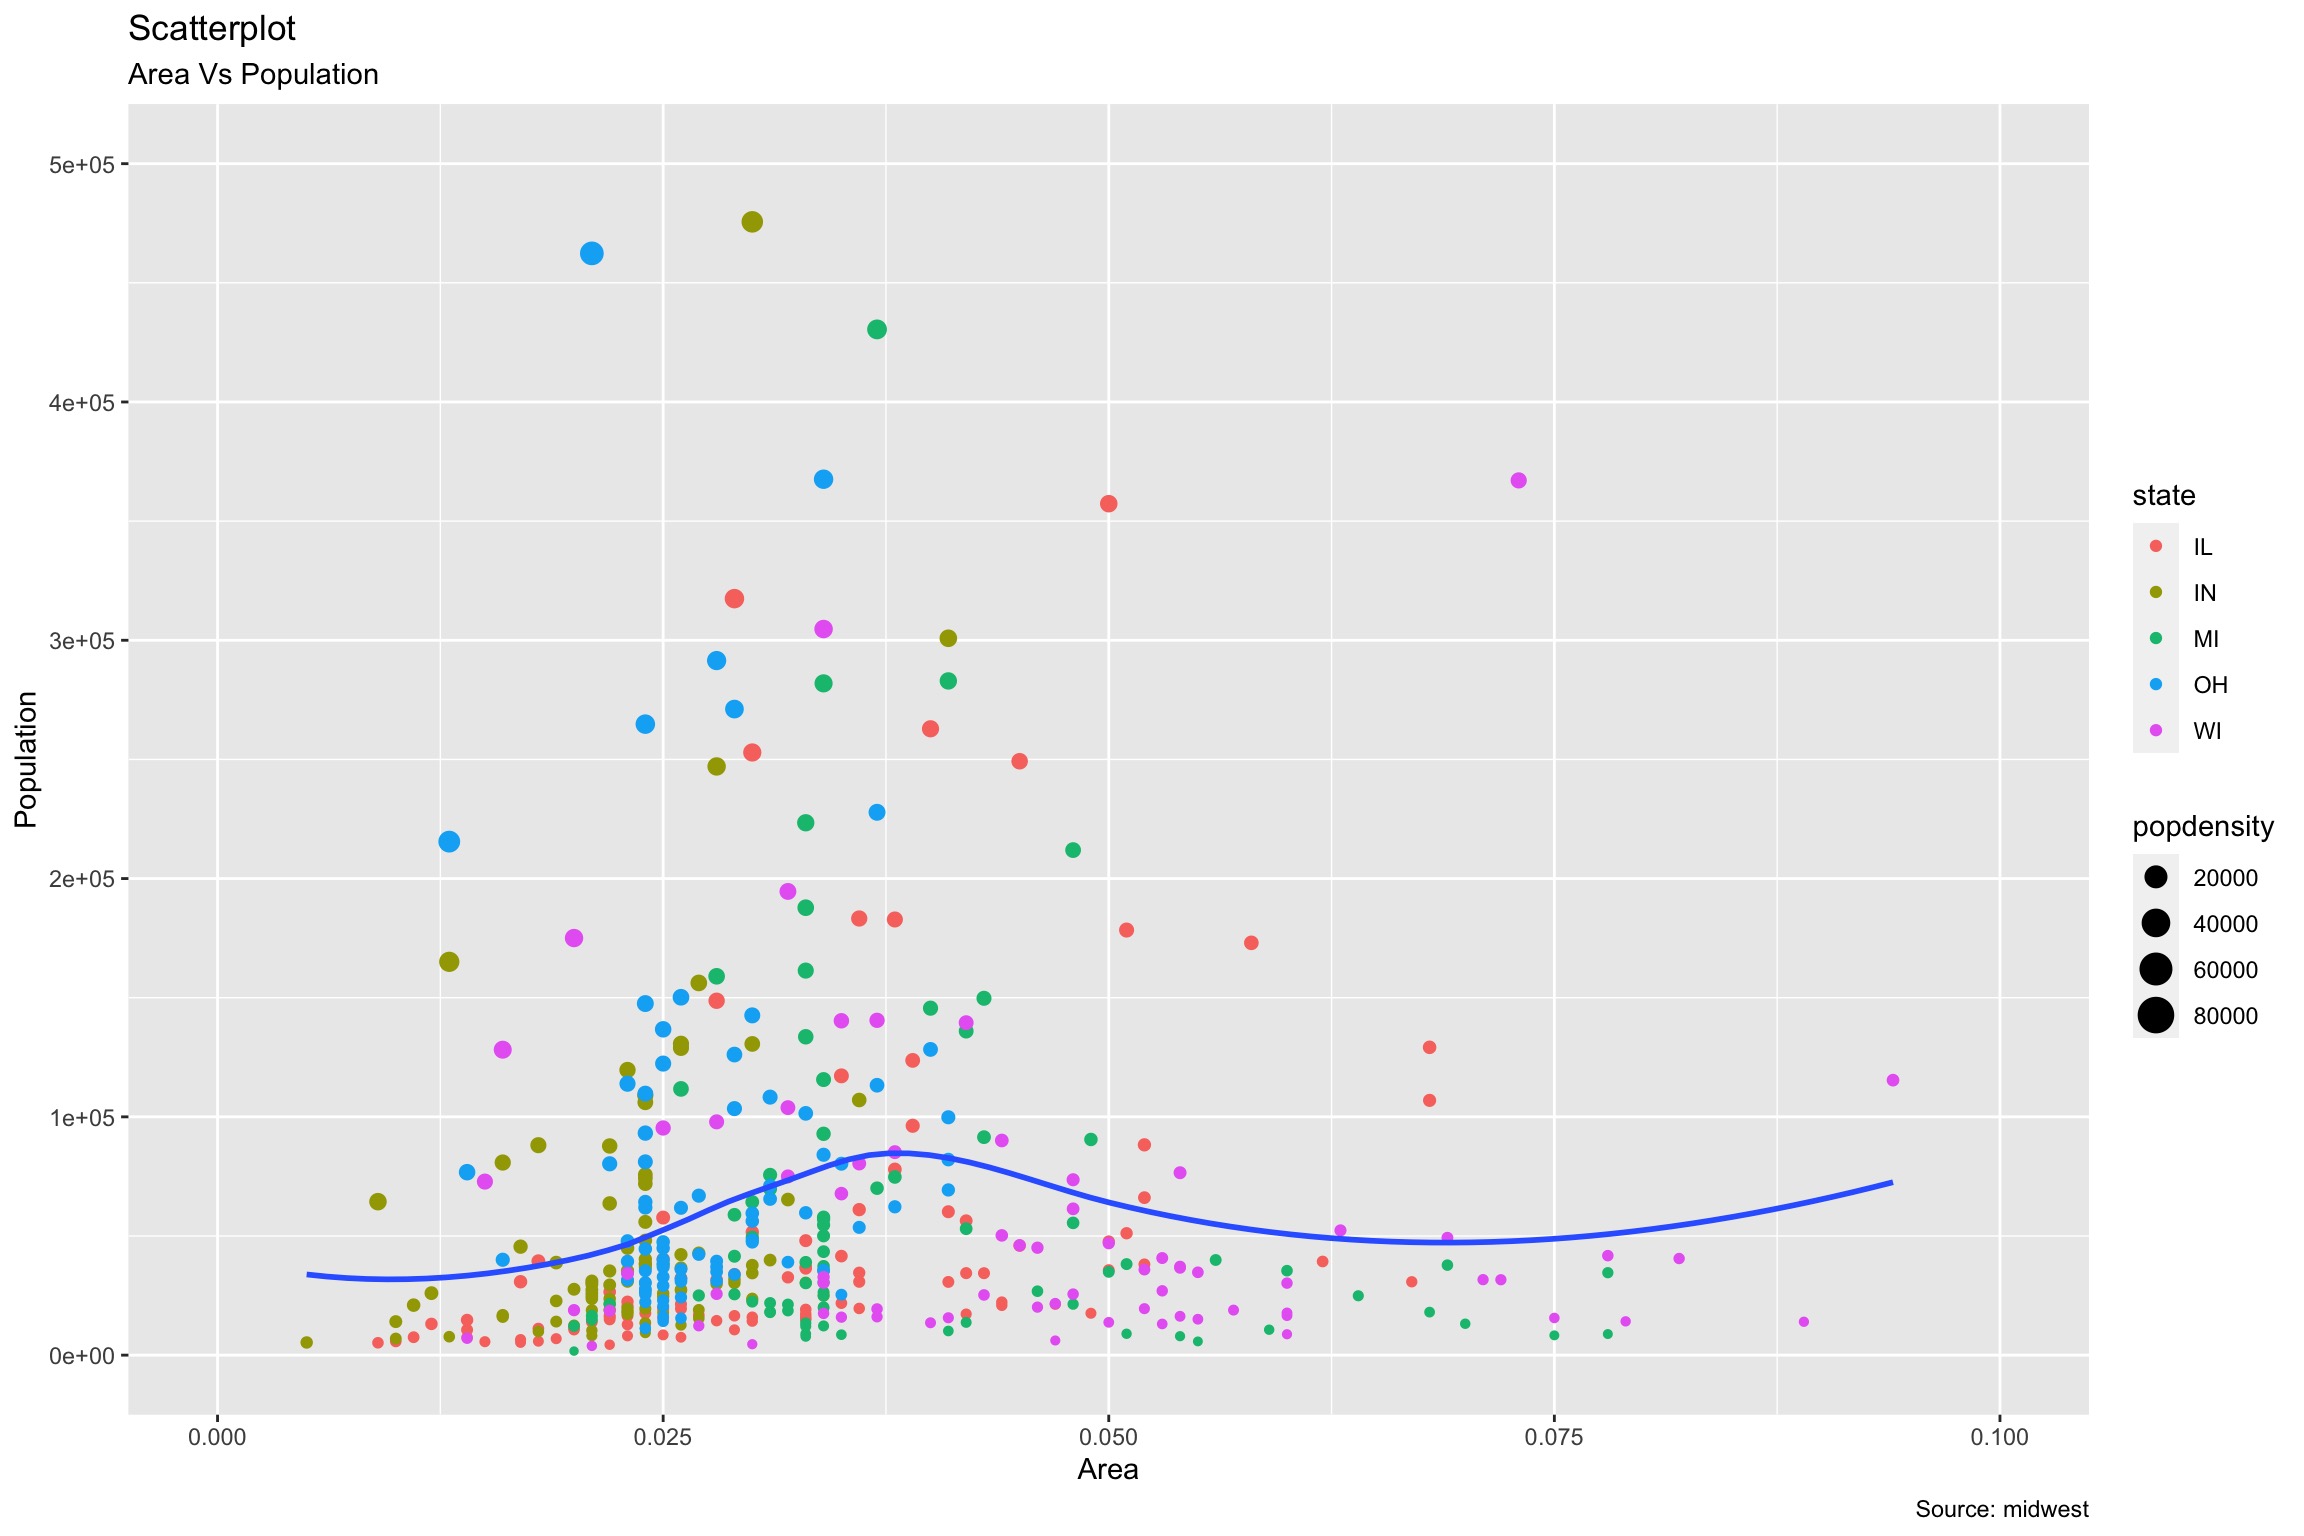 Scatterplot
Area Vs Population
5e+05
4e+05
3e+05
2e+05
1e+05
0e+00
Population
0.000 0.025 0.050 0.075 0.100
Area
state
IL
IN
MI
OH
WI
popdensity
20000
40000
60000
80000
Source: midwest